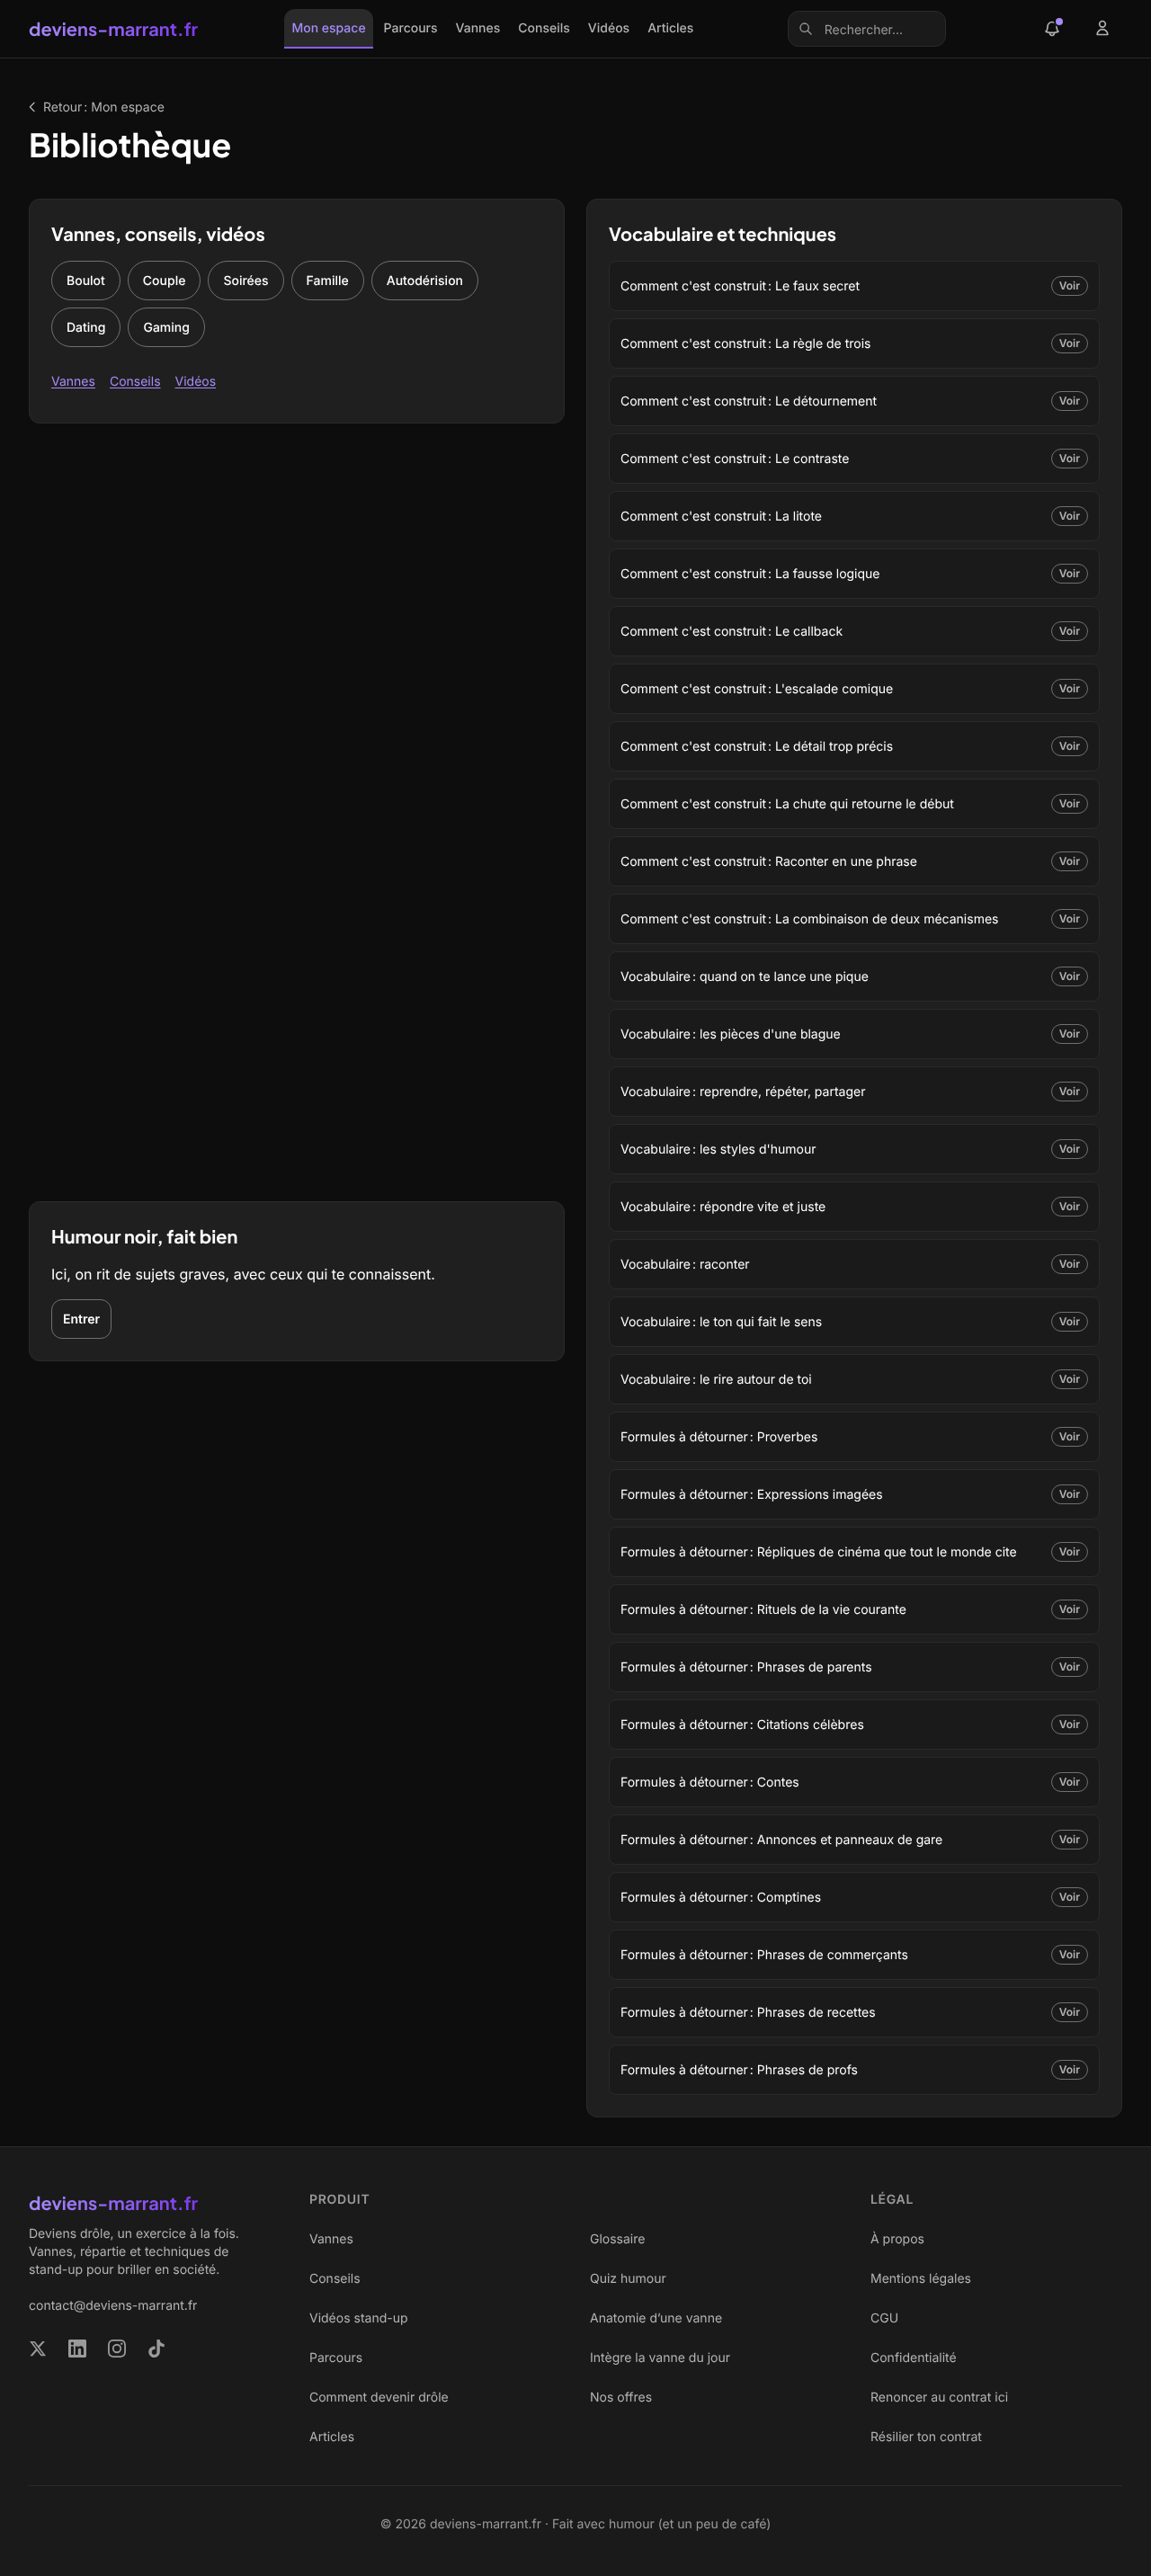 deviens-marrant.fr
Mon espace
Parcours
Vannes
Conseils
Vidéos
Articles
Rechercher...
Retour : Mon espace
Bibliothèque
Vannes, conseils, vidéos
Boulot
Couple
Soirées
Famille
Autodérision
Dating
Gaming
Vannes
Conseils
Vidéos
Humour noir, fait bien
Ici, on rit de sujets graves, avec ceux qui te connaissent.
Entrer
Vocabulaire et techniques
Comment c'est construit : Le faux secret
Voir
Comment c'est construit : La règle de trois
Voir
Comment c'est construit : Le détournement
Voir
Comment c'est construit : Le contraste
Voir
Comment c'est construit : La litote
Voir
Comment c'est construit : La fausse logique
Voir
Comment c'est construit : Le callback
Voir
Comment c'est construit : L'escalade comique
Voir
Comment c'est construit : Le détail trop précis
Voir
Comment c'est construit : La chute qui retourne le début
Voir
Comment c'est construit : Raconter en une phrase
Voir
Comment c'est construit : La combinaison de deux mécanismes
Voir
Vocabulaire : quand on te lance une pique
Voir
Vocabulaire : les pièces d'une blague
Voir
Vocabulaire : reprendre, répéter, partager
Voir
Vocabulaire : les styles d'humour
Voir
Vocabulaire : répondre vite et juste
Voir
Vocabulaire : raconter
Voir
Vocabulaire : le ton qui fait le sens
Voir
Vocabulaire : le rire autour de toi
Voir
Formules à détourner : Proverbes
Voir
Formules à détourner : Expressions imagées
Voir
Formules à détourner : Répliques de cinéma que tout le monde cite
Voir
Formules à détourner : Rituels de la vie courante
Voir
Formules à détourner : Phrases de parents
Voir
Formules à détourner : Citations célèbres
Voir
Formules à détourner : Contes
Voir
Formules à détourner : Annonces et panneaux de gare
Voir
Formules à détourner : Comptines
Voir
Formules à détourner : Phrases de commerçants
Voir
Formules à détourner : Phrases de recettes
Voir
Formules à détourner : Phrases de profs
Voir
deviens-marrant.fr
Deviens drôle, un exercice à la fois.
Vannes, répartie et techniques de
stand-up pour briller en société.
contact@deviens-marrant.fr
PRODUIT
Vannes
Conseils
Vidéos stand-up
Parcours
Comment devenir drôle
Articles
Glossaire
Quiz humour
Anatomie d'une vanne
Intègre la vanne du jour
Nos offres
LÉGAL
À propos
Mentions légales
CGU
Confidentialité
Renoncer au contrat ici
Résilier ton contrat
© 2026 deviens-marrant.fr · Fait avec humour (et un peu de café)